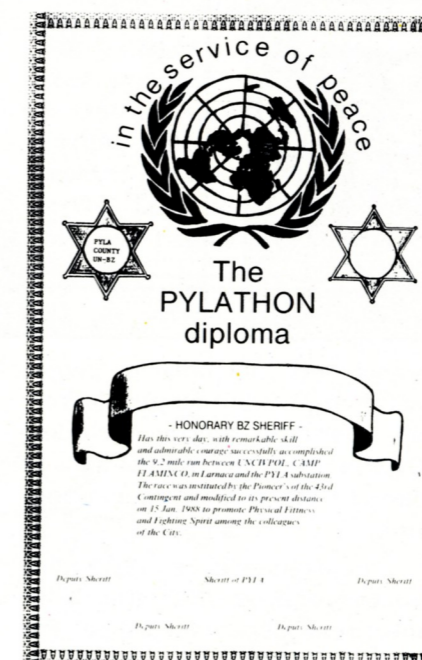 in the service of peace
PYLA
COUNTY
UN-BZ
The
PYLATHON
diploma
- HONORARY BZ SHERIFF -
Has this very day, with remarkable skill
and admirable courage successfully accomplished
the 9,2 mile run between UNCIVPOL, CAMP
FLAMINCO, in Larnaca and the PYLA substation
The race was instituted by the Pioneer's of the 43rd
Contingent and modified to its present distance
on 15 Jan. 1988 to promote Physical Fittness
and Fighting Spirit among the colleagues
of the City.
Deputy Sheriff Sheriff of PYLA Deputy Sheriff
Deputy Sheriff Deputy Sheriff